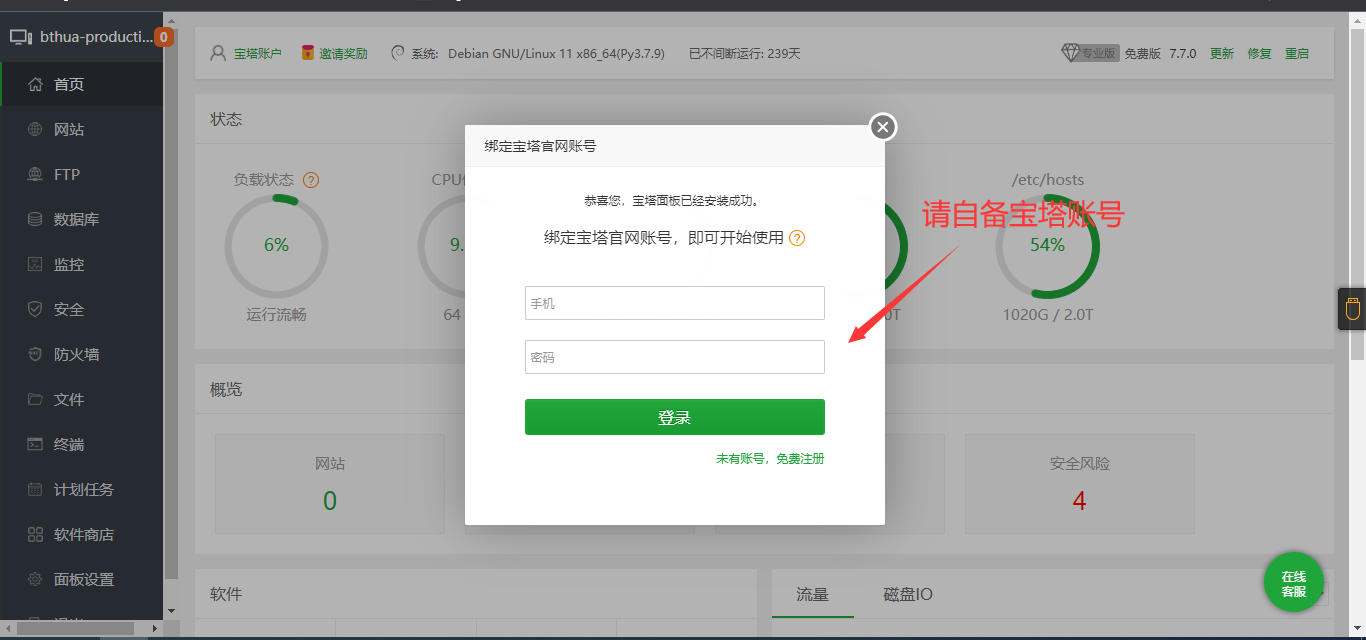 bthua-producti...
0
首页
网站
FTP
数据库
监控
安全
防火墙
文件
终端
计划任务
软件商店
面板设置
宝塔账户
邀请奖励
系统: Debian GNU/Linux 11 x86_64(Py3.7.9)
已不间断运行: 239天
专业版
免费版 7.7.0 更新 修复 重启
状态
负载状态
6%
运行流畅
CPU
9.
64
/etc/hosts
54%
1020G / 2.0T
绑定宝塔官网账号
恭喜您，宝塔面板已经安装成功。
绑定宝塔官网账号，即可开始使用
手机
密码
登录
未有账号，免费注册
请自备宝塔账号
概览
网站
0
安全风险
4
软件
流量
磁盘IO
在线
客服